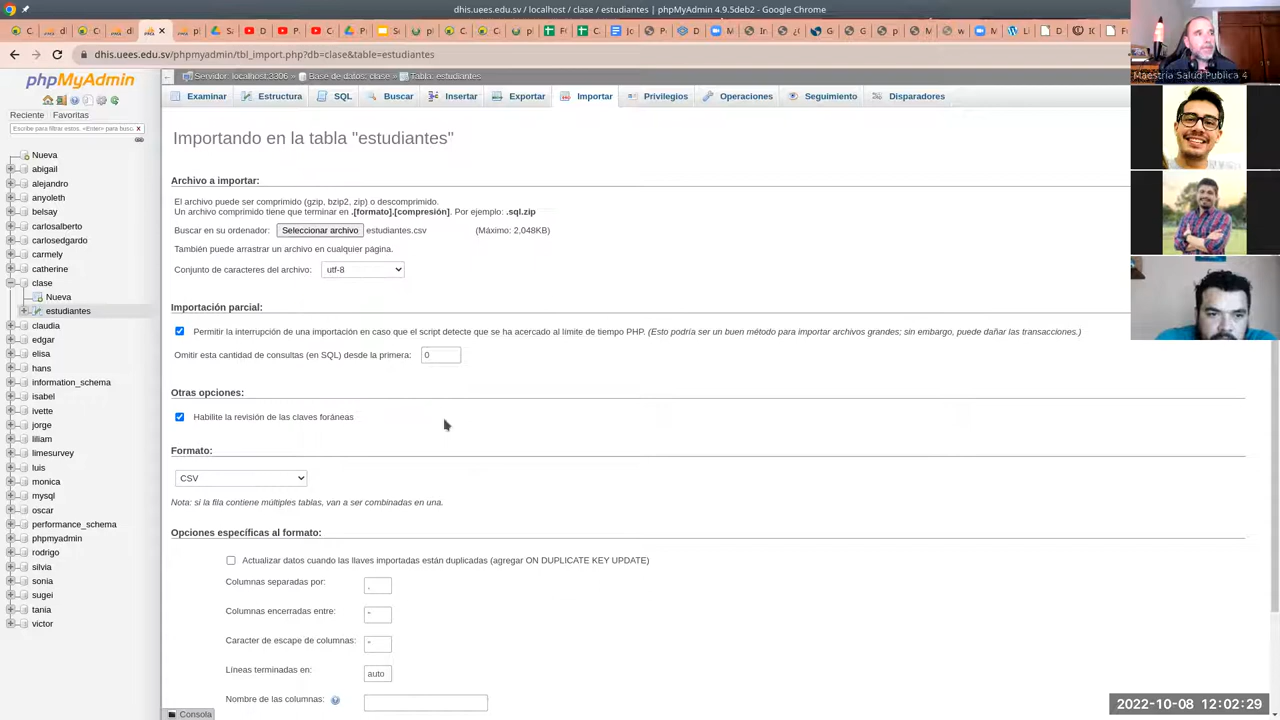 dhis.uees.edu.sv / localhost / clase / estudiantes | phpMyAdmin 4.9.5deb2 - Google Chrome
dhis.uees.edu.sv/phpmyadmin/tbl_import.php?db=clase&table=estudiantes
phpMyAdmin
Reciente Favoritas
X
Nueva
abigail
alejandro
anyoleth
belsay
carlosalberto
carlosedgardo
carmely
catherine
clase
Nueva
estudiantes
claudia
edgar
elisa
hans
information_schema
isabel
ivette
jorge
liliam
limesurvey
luis
monica
mysql
oscar
performance_schema
phpmyadmin
rodrigo
silvia
sonia
sugei
tania
victor
Servidor: localhost:3306 » Base de datos: clase » Tabla: estudiantes
Examinar Estructura SQL Buscar Insertar Exportar Importar Privilegios Operaciones Seguimiento Disparadores
Importando en la tabla "estudiantes"
Archivo a importar:
El archivo puede ser comprimido (gzip, bzip2, zip) o descomprimido.
Un archivo comprimido tiene que terminar en .[formato].[compresión]. Por ejemplo: .sql.zip
Buscar en su ordenador: Seleccionar archivo estudiantes.csv (Máximo: 2,048KB)
También puede arrastrar un archivo en cualquier página.
Conjunto de caracteres del archivo: utf-8
Importación parcial:
Permitir la interrupción de una importación en caso que el script detecte que se ha acercado al límite de tiempo PHP. (Esto podría ser un buen método para importar archivos grandes; sin embargo, puede dañar las transacciones.)
Omitir esta cantidad de consultas (en SQL) desde la primera: 0
Otras opciones:
Habilite la revisión de las claves foráneas
Formato:
CSV
Nota: si la fila contiene múltiples tablas, van a ser combinadas en una.
Opciones específicas al formato:
Actualizar datos cuando las llaves importadas están duplicadas (agregar ON DUPLICATE KEY UPDATE)
Columnas separadas por: ,
Columnas encerradas entre: "
Caracter de escape de columnas: "
Líneas terminadas en: auto
Nombre de las columnas:
Consola
Maestria Salud Publica 4
2022-10-08 12:02:29